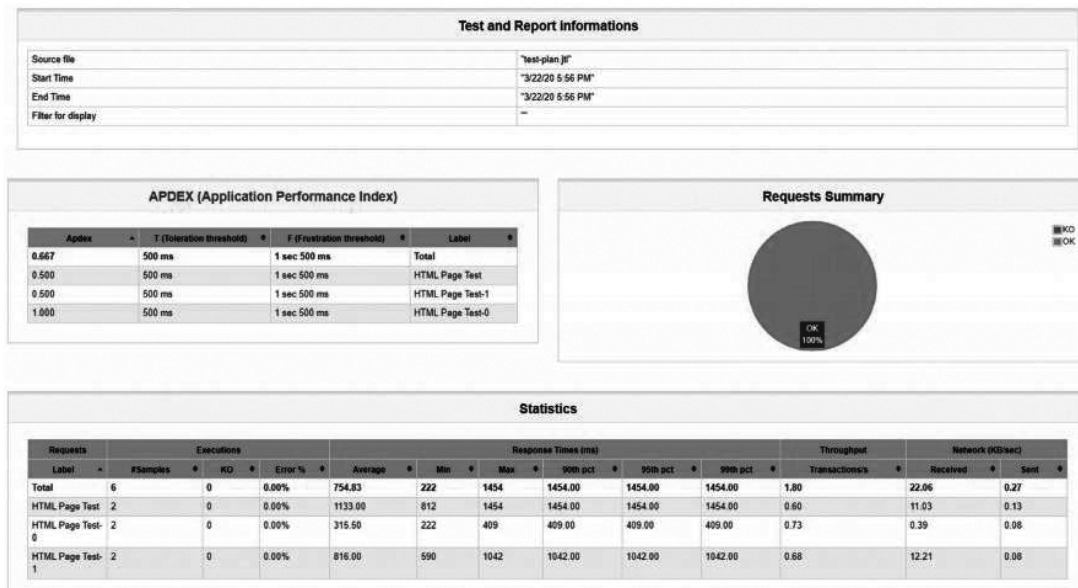 Test and Report informations
Source file "test-plan.jtl"
Start Time "3/22/20 5:56 PM"
End Time "3/22/20 5:56 PM"
Filter for display ""
APDEX (Application Performance Index)
Apdex T (Toleration threshold) F (Frustration threshold) Label
0.667 500 ms 1 sec 500 ms Total
0.500 500 ms 1 sec 500 ms HTML Page Test
0.500 500 ms 1 sec 500 ms HTML Page Test-1
1.000 500 ms 1 sec 500 ms HTML Page Test-0
Requests Summary
KO
OK
OK
100%
Statistics
Requests Executions Response Times (ms) Throughput Network (KB/sec)
Label #Samples KO Error % Average Min Max 90th pct 95th pct 99th pct Transactions/s Received Sent
Total 6 0 0.00% 754.83 222 1454 1454.00 1454.00 1454.00 1.80 22.06 0.27
HTML Page Test 2 0 0.00% 1133.00 812 1454 1454.00 1454.00 1454.00 0.60 11.03 0.13
HTML Page Test- 2 0 0.00% 315.50 222 409 409.00 409.00 409.00 0.73 0.39 0.08
0
HTML Page Test- 2 0 0.00% 816.00 590 1042 1042.00 1042.00 1042.00 0.68 12.21 0.08
1